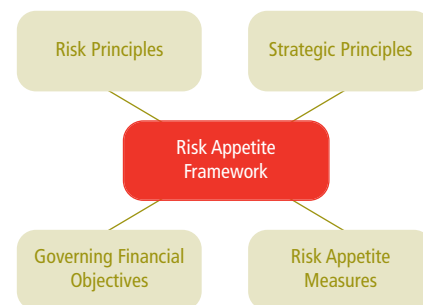 Risk Principles
Strategic Principles
Risk Appetite
Framework
Governing Financial
Objectives
Risk Appetite
Measures